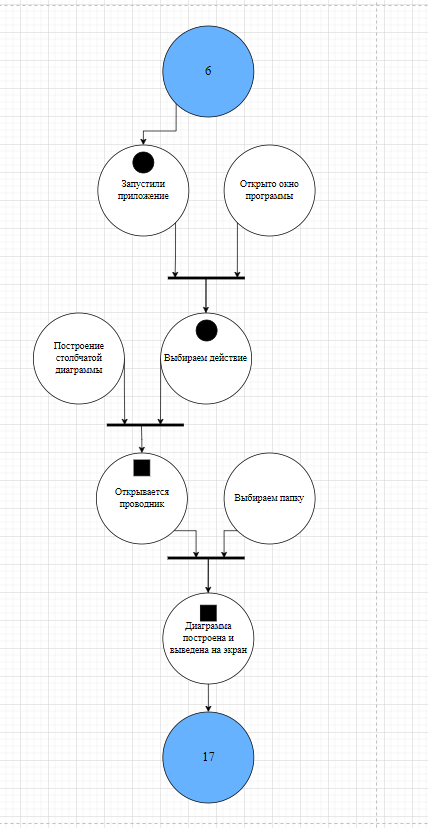 6
Запустили
приложение
Открыто окно
программы
Построение
столбчатой
диаграммы
Выбираем действие
Открывается
проводник
Выбираем папку
Диаграмма
построена и
выведена на экран
17